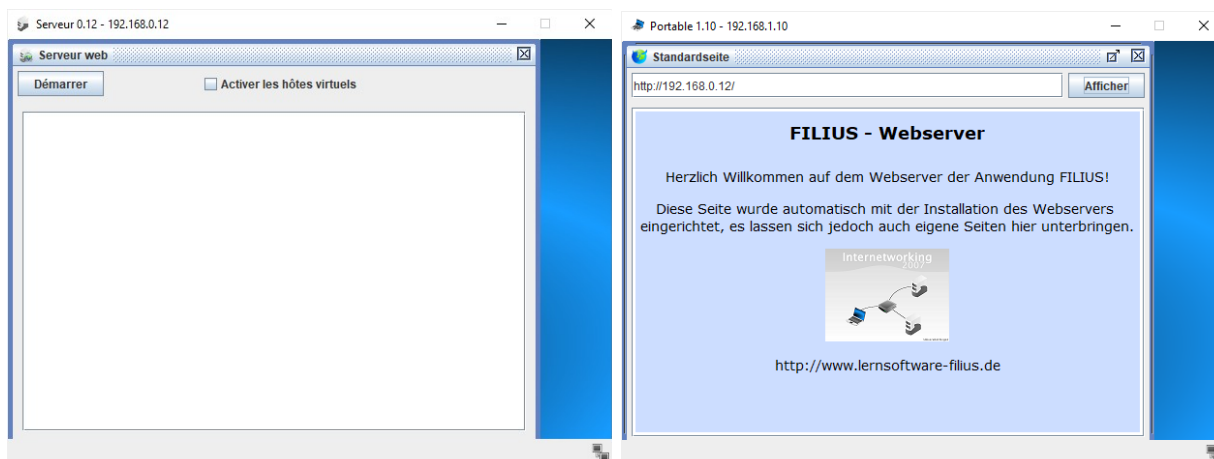 Serveur 0.12 - 192.168.0.12
Serveur web
Démarrer
Activer les hôtes virtuels
Portable 1.10 - 192.168.1.10
Standardseite
http://192.168.0.12/
Afficher
FILIUS - Webserver
Herzlich Willkommen auf dem Webserver der Anwendung FILIUS!
Diese Seite wurde automatisch mit der Installation des Webservers
eingerichtet, es lassen sich jedoch auch eigene Seiten hier unterbringen.
Internetworking
2007
http://www.lernsoftware-filius.de